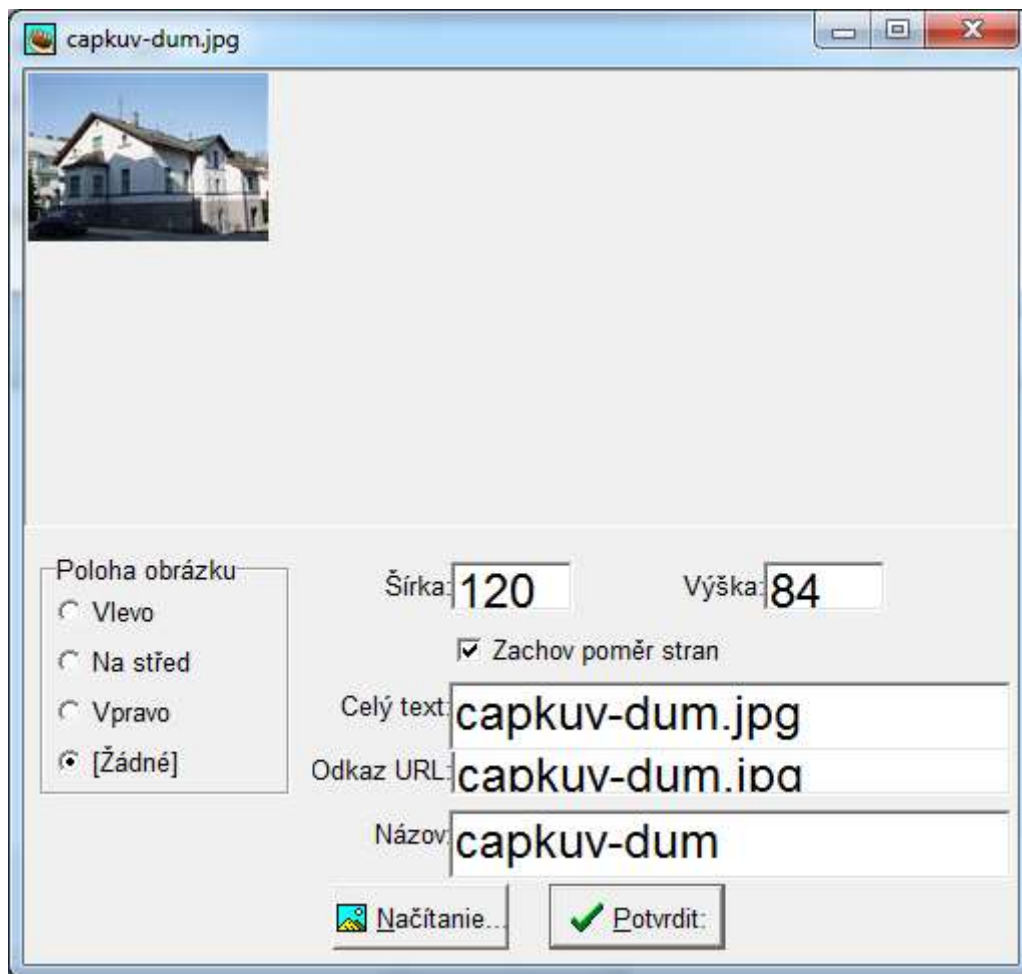 capkuv-dum.jpg
Poloha obrázku
Vlevo
Na střed
Vpravo
[Žádné]
Šírka: 120
Výška: 84
Zachov poměr stran
Celý text: capkuv-dum.jpg
Odkaz URL: capkuv-dum.jpg
Názov: capkuv-dum
Načítanie...
Potvrdit: